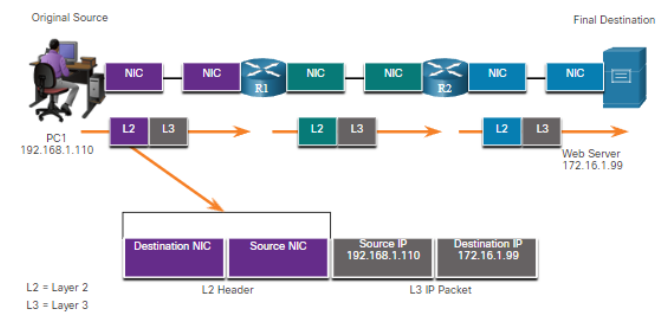 Original Source
Final Destination
NIC NIC NIC NIC NIC NIC
R1 R2
L2 L3 L2 L3 L2 L3
PC1
192.168.1.110
Web Server
172.16.1.99
Destination NIC Source NIC Source IP Destination IP
192.168.1.110 172.16.1.99
L2 = Layer 2 L2 Header L3 IP Packet
L3 = Layer 3